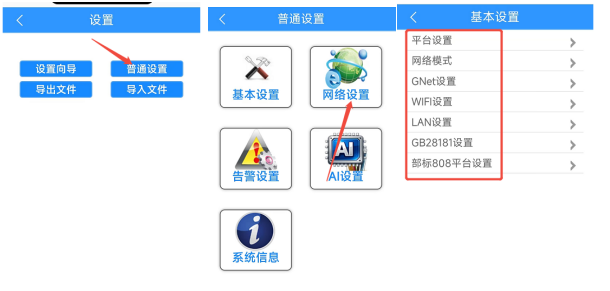 设置
设置向导
普通设置
导出文件
导入文件
普通设置
基本设置
网络设置
告警设置
AI
AI设置
系统信息
基本设置
平台设置
网络模式
GNet设置
WIFI设置
LAN设置
GB28181设置
部标808平台设置